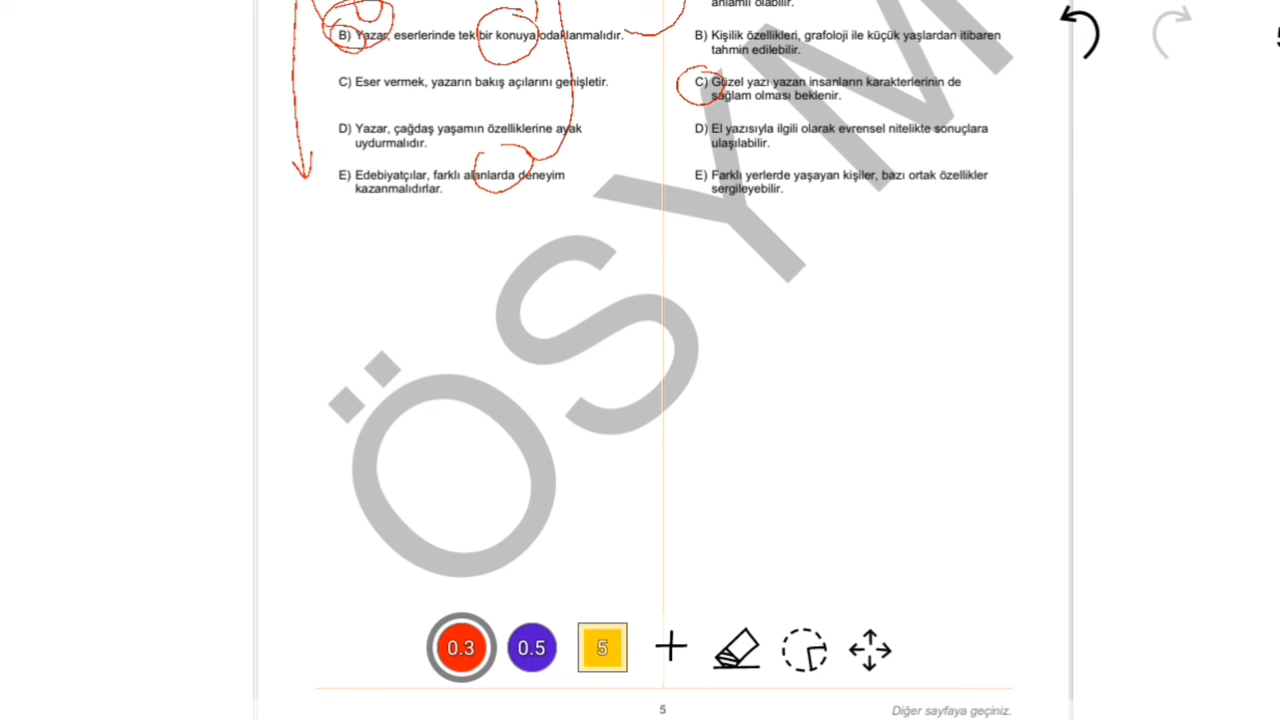 B) Yazar, eserlerinde tek bir konuya odaklanmalıdır.
C) Eser vermek, yazarın bakış açılarını genişletir.
D) Yazar, çağdaş yaşamın özelliklerine ayak
uydurmalıdır.
E) Edebiyatçılar, farklı alanlarda deneyim
kazanmalıdırlar.
anlamlı olabilir.
B) Kişilik özellikleri, grafoloji ile küçük yaşlardan itibaren
tahmin edilebilir.
C) Güzel yazı yazan insanların karakterlerinin de
sağlam olması beklenir.
D) El yazısıyla ilgili olarak evrensel nitelikte sonuçlara
ulaşılabilir.
E) Farklı yerlerde yaşayan kişiler, bazı ortak özellikler
sergileyebilir.
ÖSYM
0.3
0.5
5
5
Diğer sayfaya geçiniz.